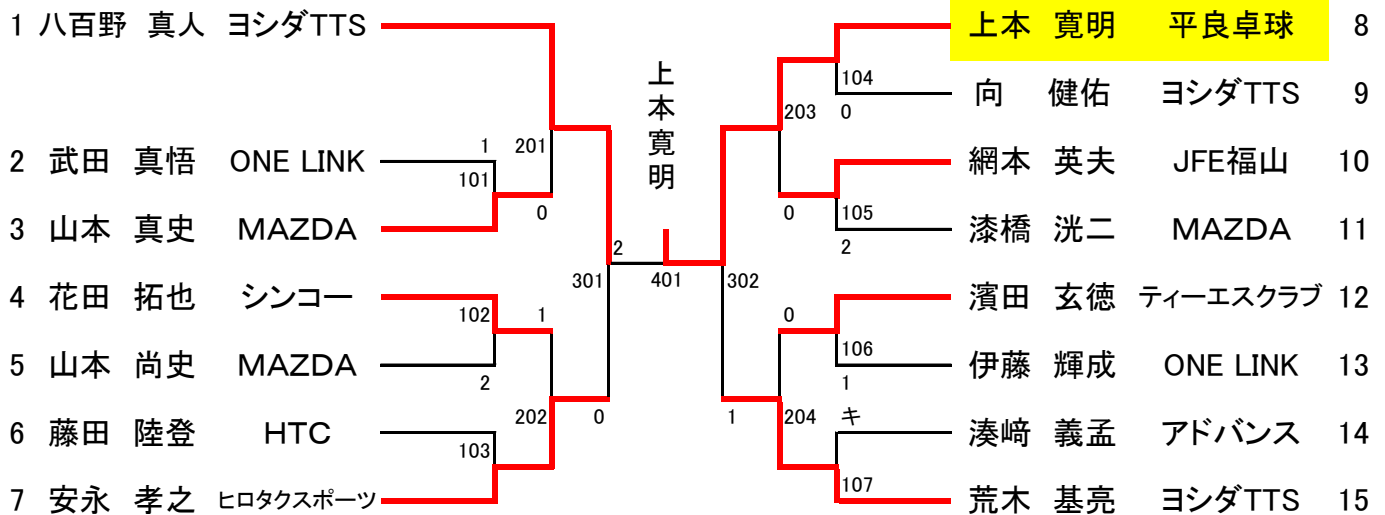 1 八百野 真人 ヨシダTTS
2 武田 真悟 ONE LINK
3 山本 真史 MAZDA
4 花田 拓也 シンコー
5 山本 尚史 MAZDA
6 藤田 陸登 HTC
7 安永 孝之 ヒロタクスポーツ
1
101
201
0
102
2
1
103
202
0
301
2
上本寛明
401
302
1
203
0
204
0
104
0
105
2
106
1
キ
107
上本 寛明 平良卓球 8
向 健佑 ヨシダTTS 9
網本 英夫 JFE福山 10
漆橋 洸二 MAZDA 11
濱田 玄徳 ティーエスクラブ 12
伊藤 輝成 ONE LINK 13
湊﨑 義孟 アドバンス 14
荒木 基亮 ヨシダTTS 15